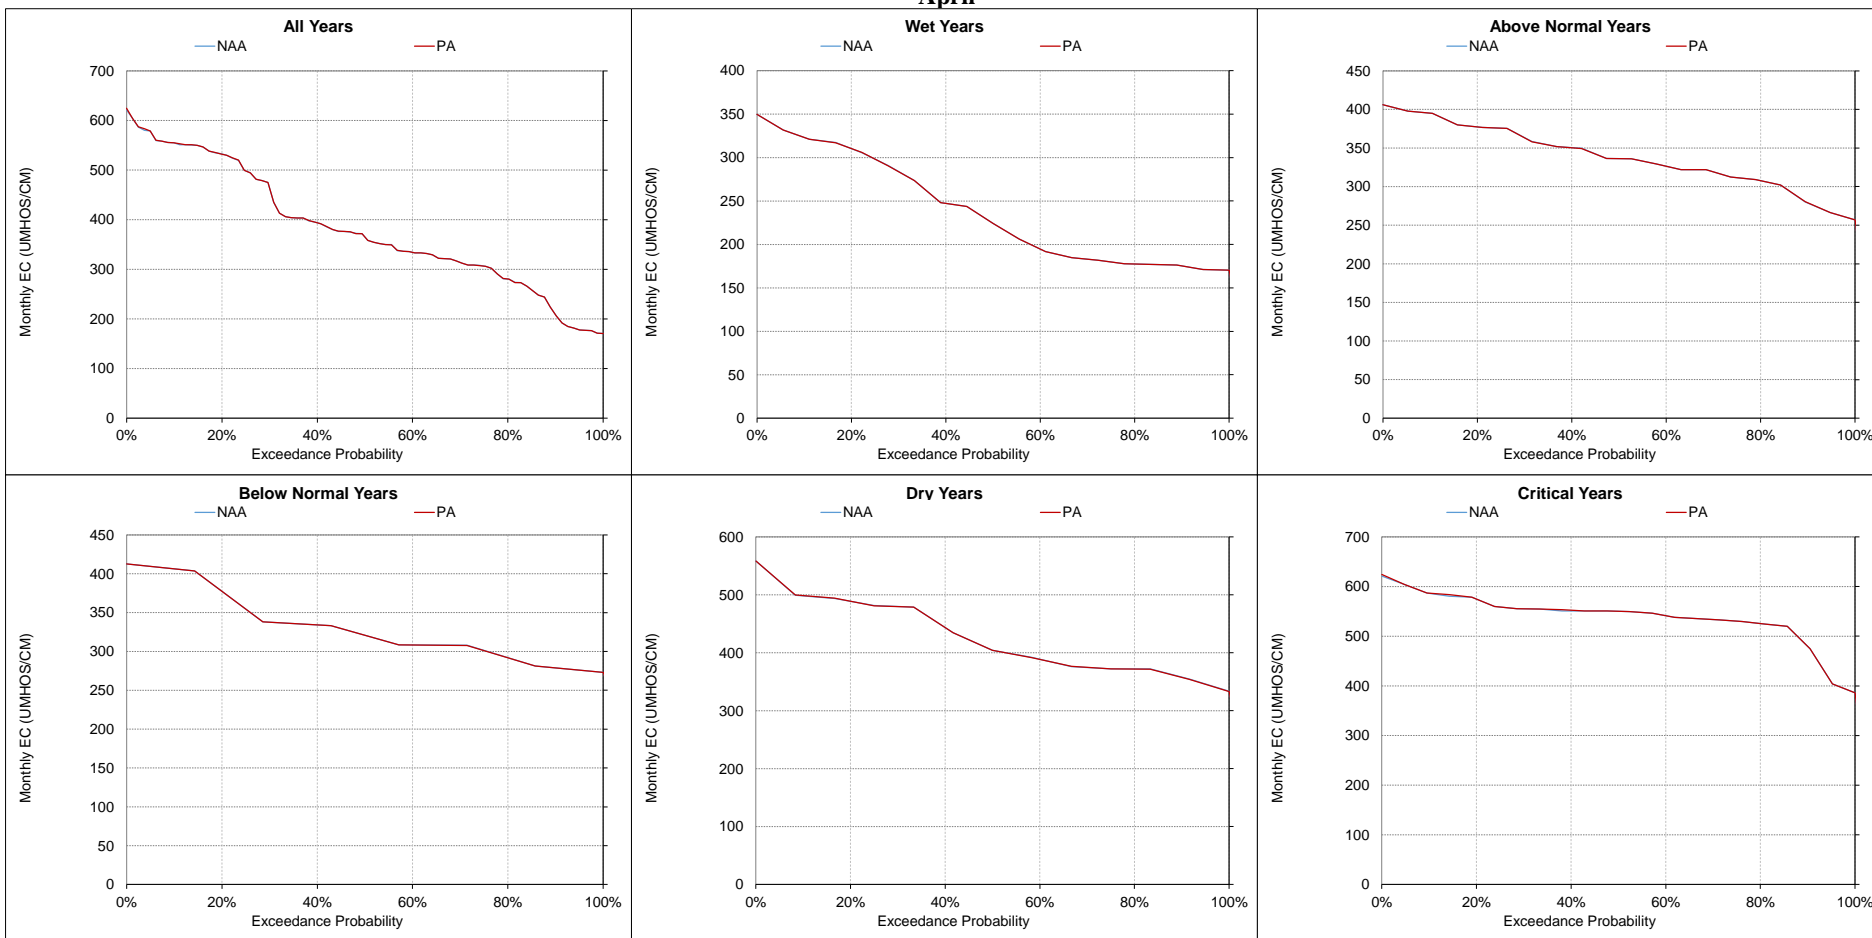 April
All Years
NAA PA
700
600
500
400
300
200
100
0
0% 20% 40% 60% 80% 100%
Monthly EC (UMHOS/CM)
Exceedance Probability
Wet Years
NAA PA
400
350
300
250
200
150
100
50
0
0% 20% 40% 60% 80% 100%
Monthly EC (UMHOS/CM)
Exceedance Probability
Above Normal Years
NAA PA
450
400
350
300
250
200
150
100
50
0
0% 20% 40% 60% 80% 100%
Monthly EC (UMHOS/CM)
Exceedance Probability
Below Normal Years
NAA PA
450
400
350
300
250
200
150
100
50
0
0% 20% 40% 60% 80% 100%
Monthly EC (UMHOS/CM)
Exceedance Probability
Dry Years
NAA PA
600
500
400
300
200
100
0
0% 20% 40% 60% 80% 100%
Monthly EC (UMHOS/CM)
Exceedance Probability
Critical Years
NAA PA
700
600
500
400
300
200
100
0
0% 20% 40% 60% 80% 100%
Monthly EC (UMHOS/CM)
Exceedance Probability